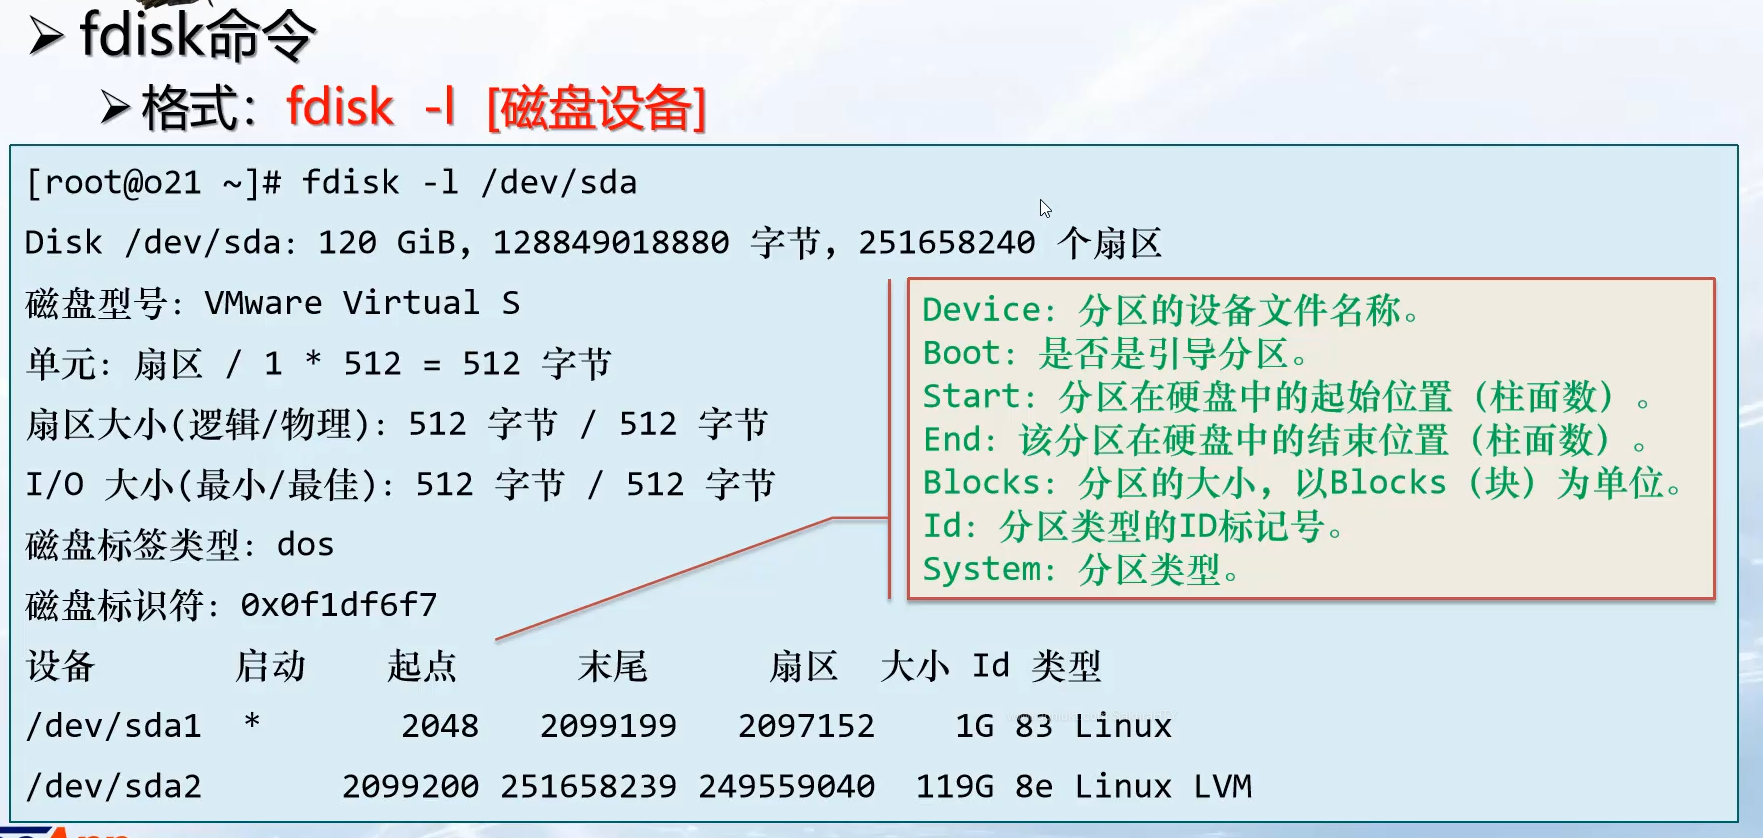 fdisk命令
格式：fdisk -l [磁盘设备]
[root@o21 ~]# fdisk -l /dev/sda
Disk /dev/sda：120 GiB，128849018880 字节，251658240 个扇区
磁盘型号：VMware Virtual S
单元：扇区 / 1 * 512 = 512 字节
扇区大小(逻辑/物理)：512 字节 / 512 字节
I/O 大小(最小/最佳)：512 字节 / 512 字节
磁盘标签类型：dos
磁盘标识符：0x0f1df6f7
设备 启动 起点 末尾 扇区 大小 Id 类型
/dev/sda1 * 2048 2099199 2097152 1G 83 Linux
/dev/sda2 2099200 251658239 249559040 119G 8e Linux LVM
Device：分区的设备文件名称。
Boot：是否是引导分区。
Start：分区在硬盘中的起始位置（柱面数）。
End：该分区在硬盘中的结束位置（柱面数）。
Blocks：分区的大小，以Blocks（块）为单位。
Id：分区类型的ID标记号。
System：分区类型。